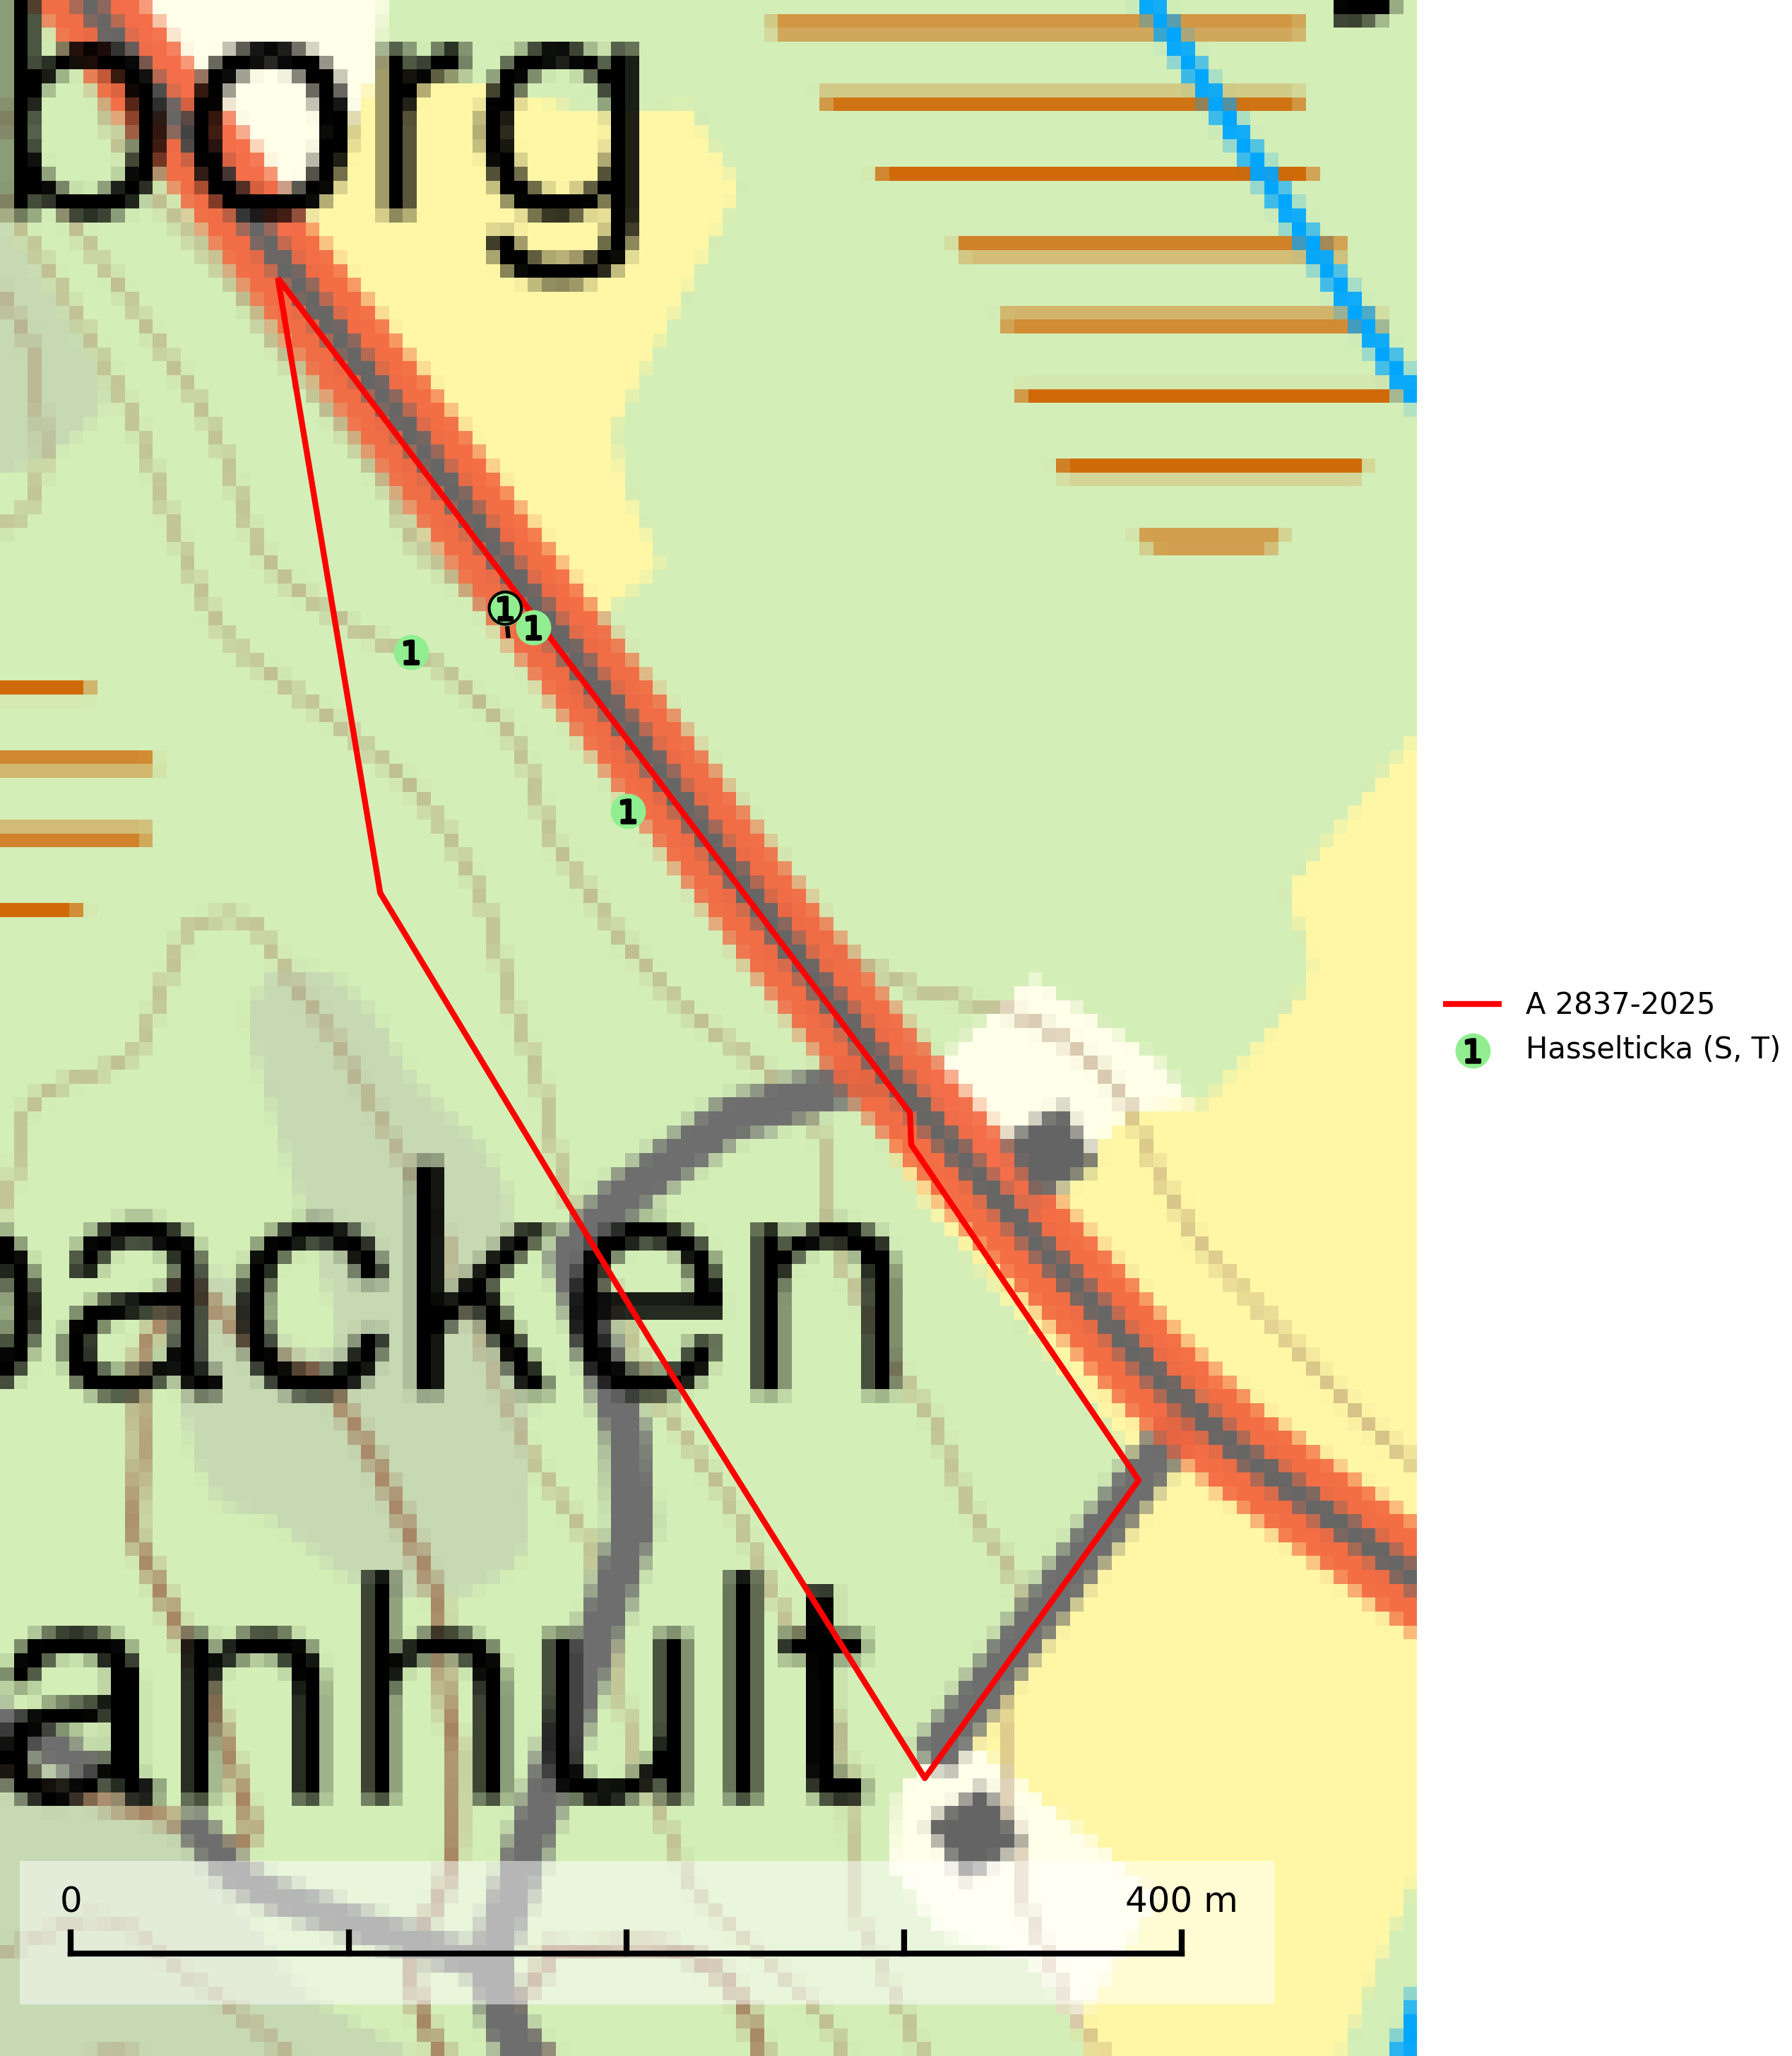 borg
1
1
1
1
A 2837-2025
1 Hasselticka (S, T)
backen
anhult
0
400 m